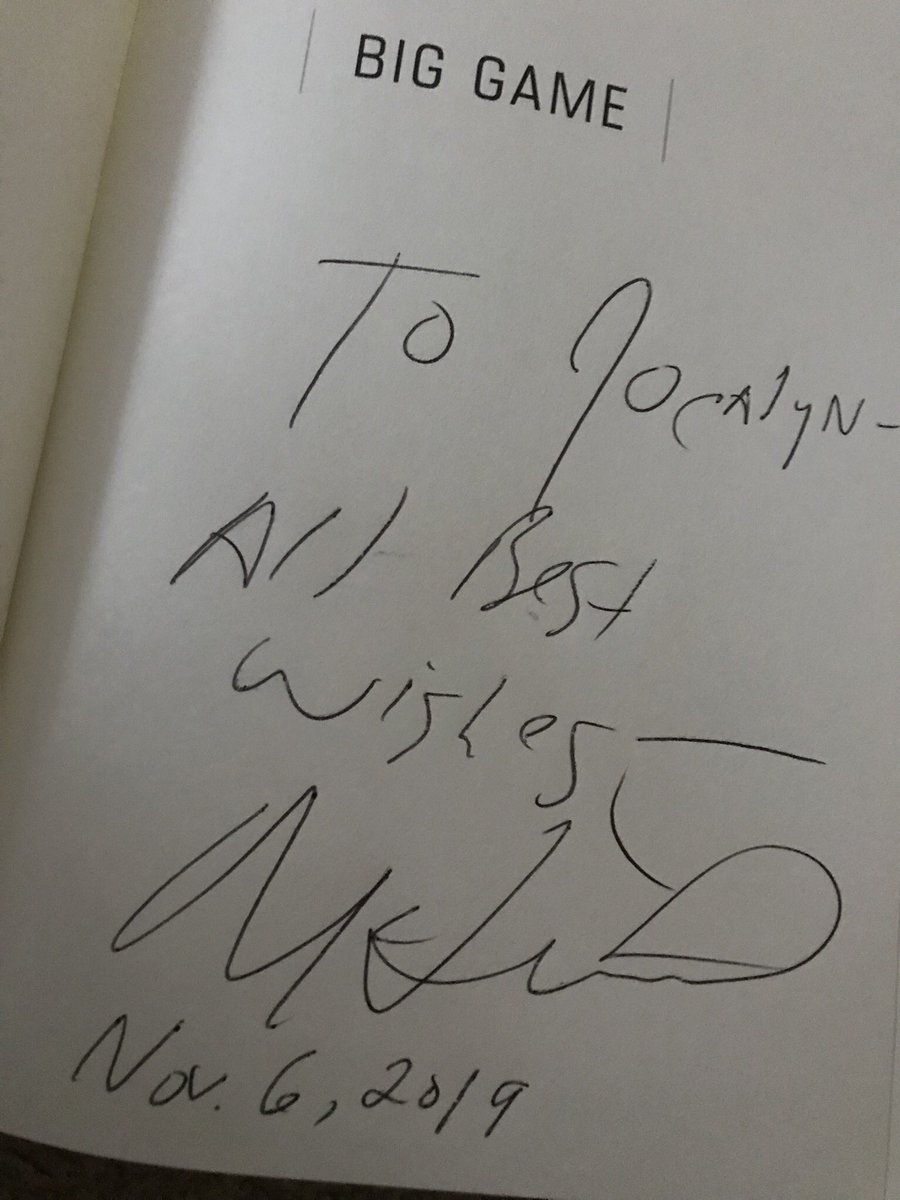 BIG GAME
To Jocalyn-
All Best
Wishes
Nov. 6, 2019